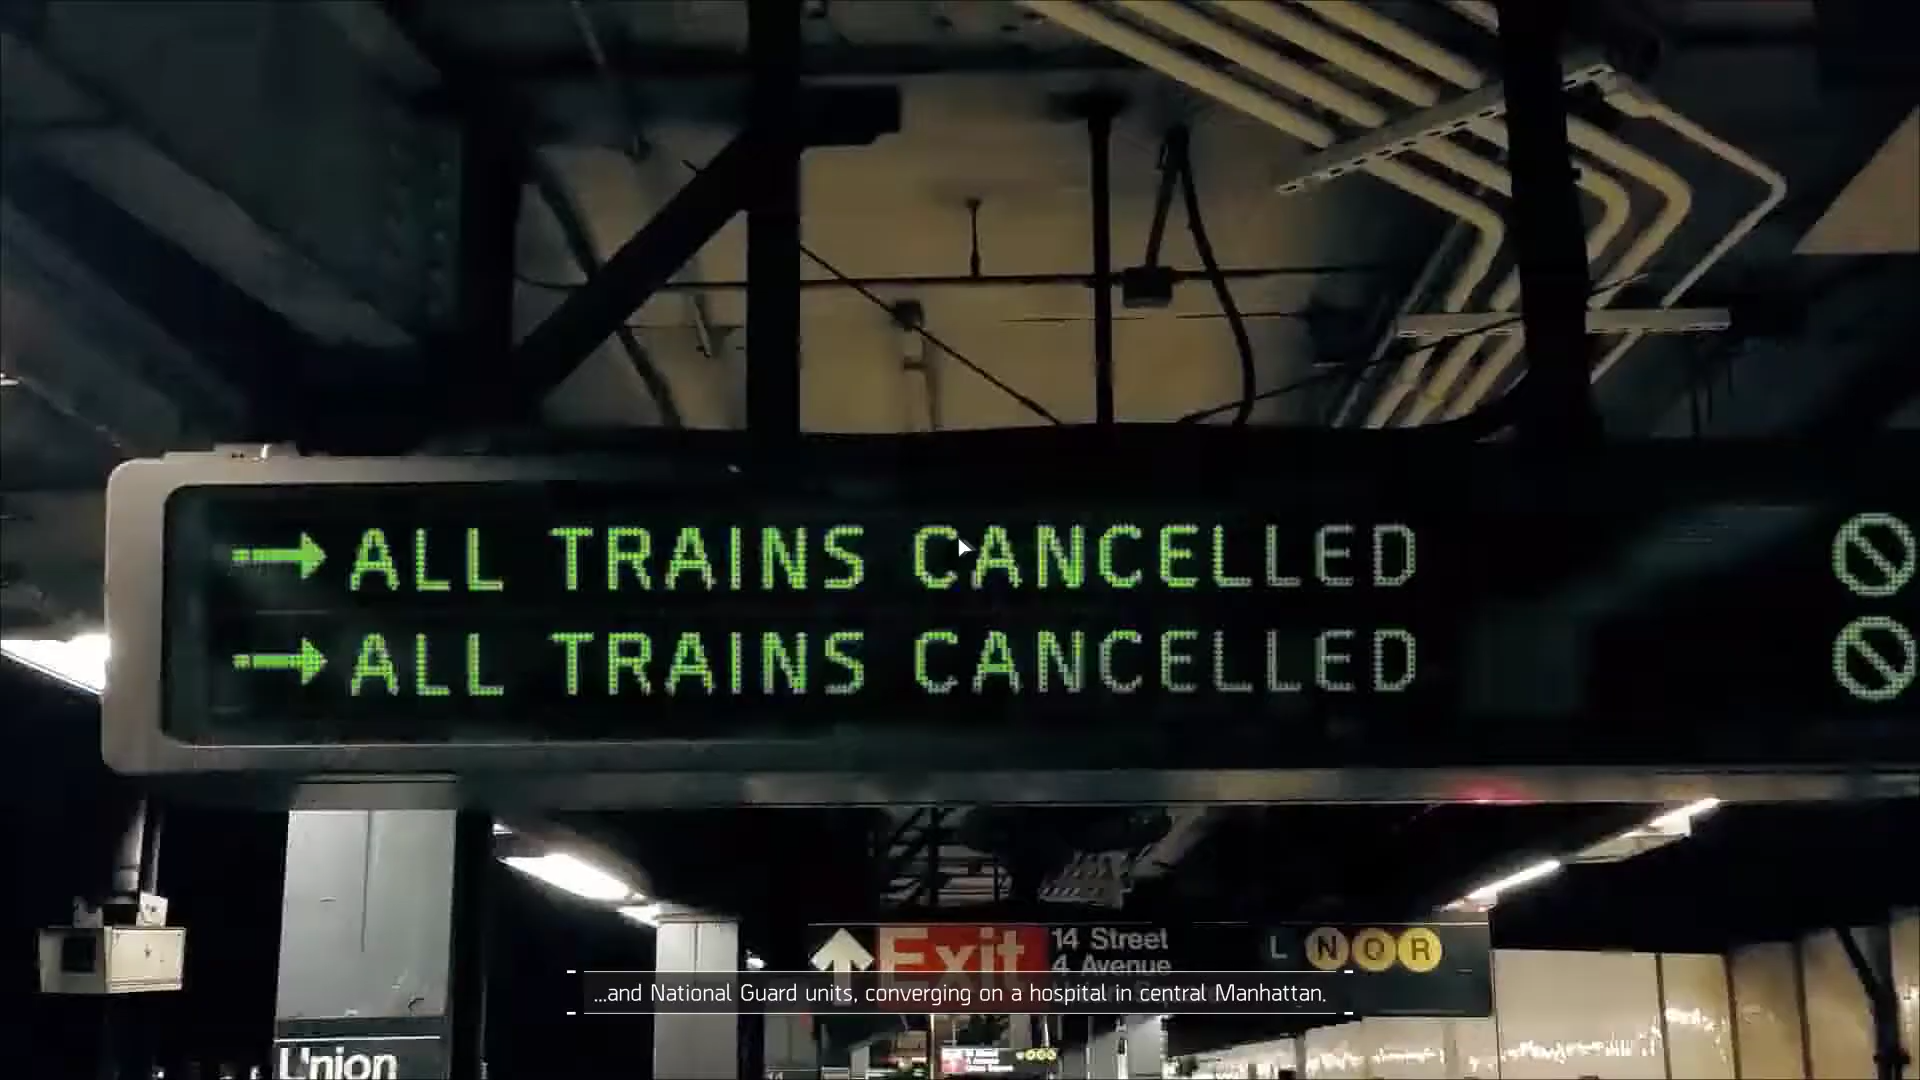 → ALL TRAINS CANCELLED
→ ALL TRAINS CANCELLED
Exit
14 Street
4 Avenue
L N Q R
...and National Guard units, converging on a hospital in central Manhattan.
Union